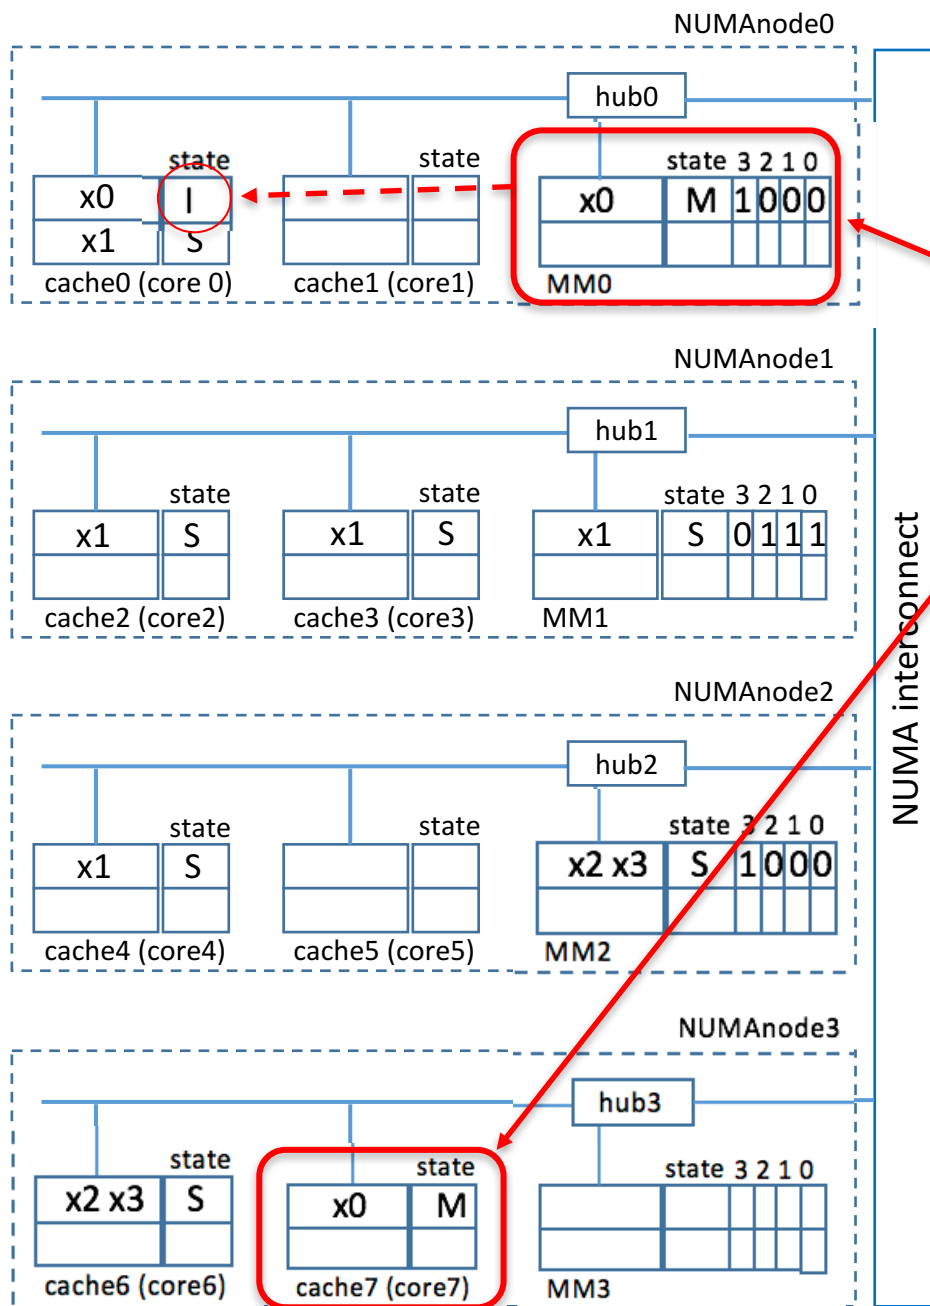 NUMAnode0
hub0
state state state 3 2 1 0
x0 I x0 M 1 0 0 0
x1 S
cache0 (core 0) cache1 (core1) MM0
NUMAnode1
hub1
state state state 3 2 1 0
x1 S x1 S x1 S 0 1 1 1
cache2 (core2) cache3 (core3) MM1
NUMA interconnect
NUMAnode2
hub2
state state state 3 2 1 0
x1 S x2 x3 S 1 0 0 0
cache4 (core4) cache5 (core5) MM2
NUMAnode3
hub3
state state state 3 2 1 0
x2 x3 S x0 M
cache6 (core6) cache7 (core7) MM3